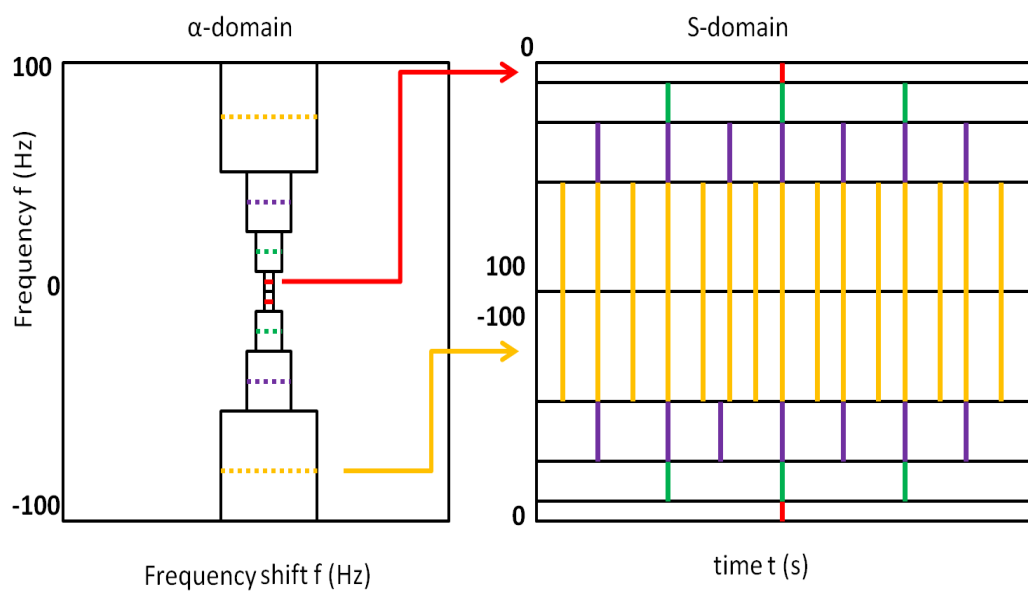 α-domain
S-domain
100
0
-100
Frequency f (Hz)
Frequency shift f (Hz)
0
100
-100
0
time t (s)